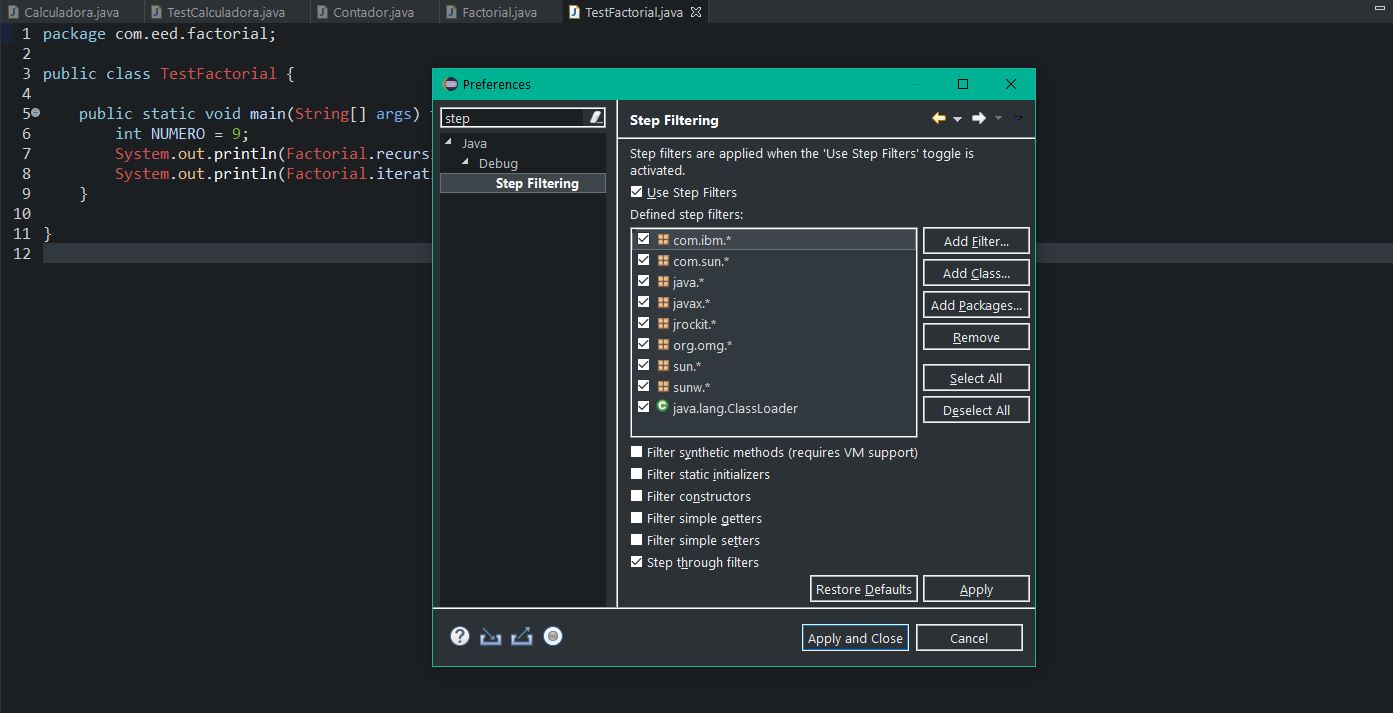 Calculadora.java TestCalculadora.java Contador.java Factorial.java TestFactorial.java
1 package com.eed.factorial;
2
3 public class TestFactorial {
4
5 public static void main(String[] args)
6 int NUMERO = 9;
7 System.out.println(Factorial.recursi
8 System.out.println(Factorial.iterati
9 }
10
11 }
12
Preferences
step
Java
Debug
Step Filtering
Step Filtering
Step filters are applied when the 'Use Step Filters' toggle is
activated.
Use Step Filters
Defined step filters:
com.ibm.*
com.sun.*
java.*
javax.*
jrockit.*
org.omg.*
sun.*
sunw.*
java.lang.ClassLoader
Add Filter...
Add Class...
Add Packages...
Remove
Select All
Deselect All
Filter synthetic methods (requires VM support)
Filter static initializers
Filter constructors
Filter simple getters
Filter simple setters
Step through filters
Restore Defaults Apply
? Apply and Close Cancel